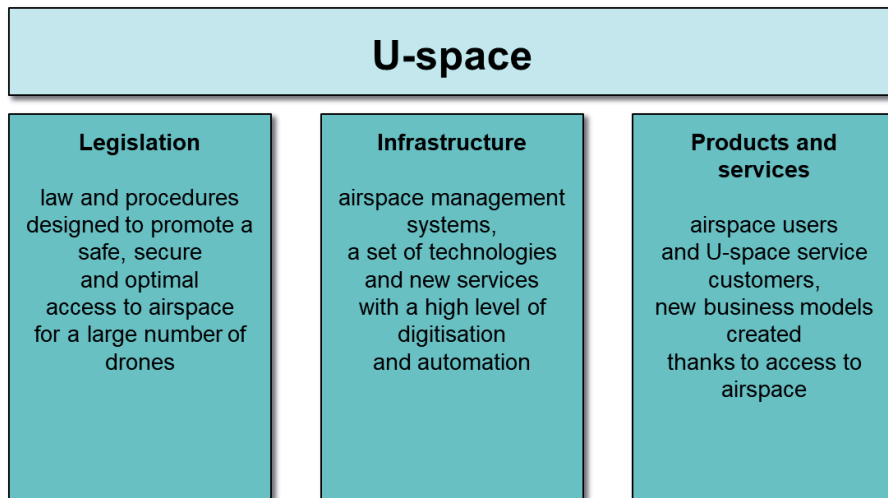 U-space
Legislation
law and procedures
designed to promote a
safe, secure
and optimal
access to airspace
for a large number of
drones
Infrastructure
airspace management
systems,
a set of technologies
and new services
with a high level of
digitisation
and automation
Products and
services
airspace users
and U-space service
customers,
new business models
created
thanks to access to
airspace